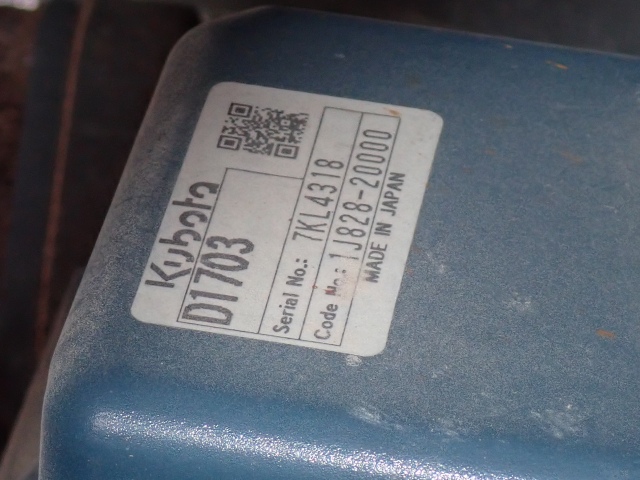 Kubota
D1703
Serial No.: 7KL4318
Code No.: 1J828-20000
MADE IN JAPAN